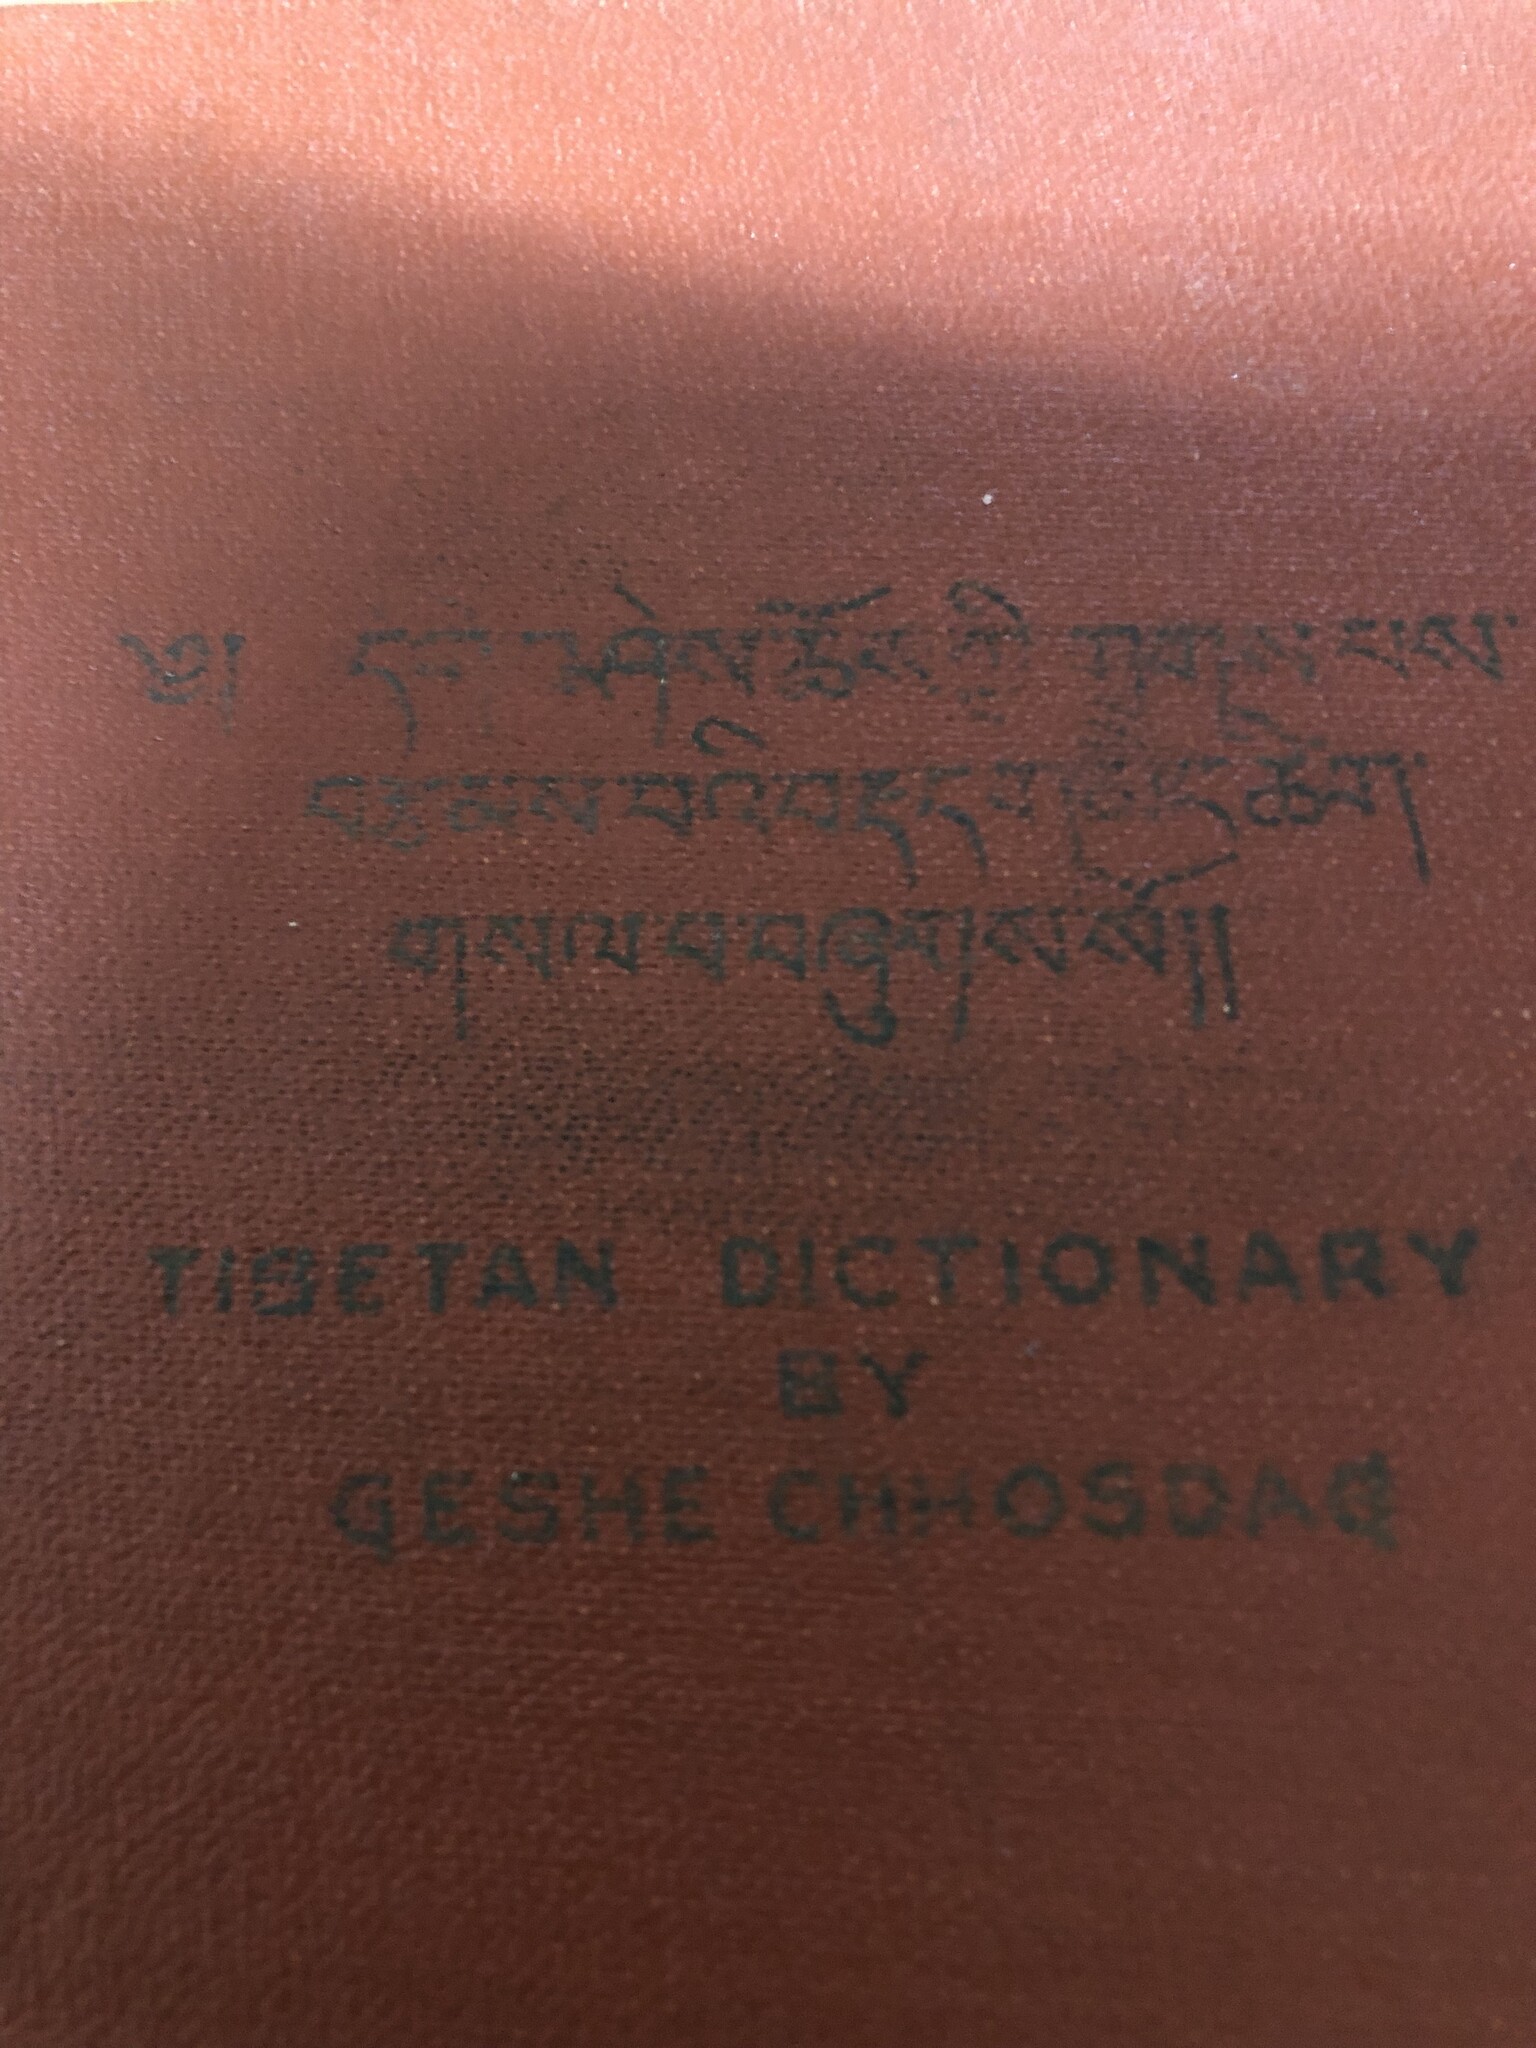 ༄། དགེ་བཤེས་ཆོས་ཀྱི་གྲགས་པས་
བརྩམས་པའི་བརྡ་དག་མིང་ཚིག
གསལ་བ་བཞུགས་སོ།།
TIBETAN DICTIONARY
BY
GESHE CHHOSDAG